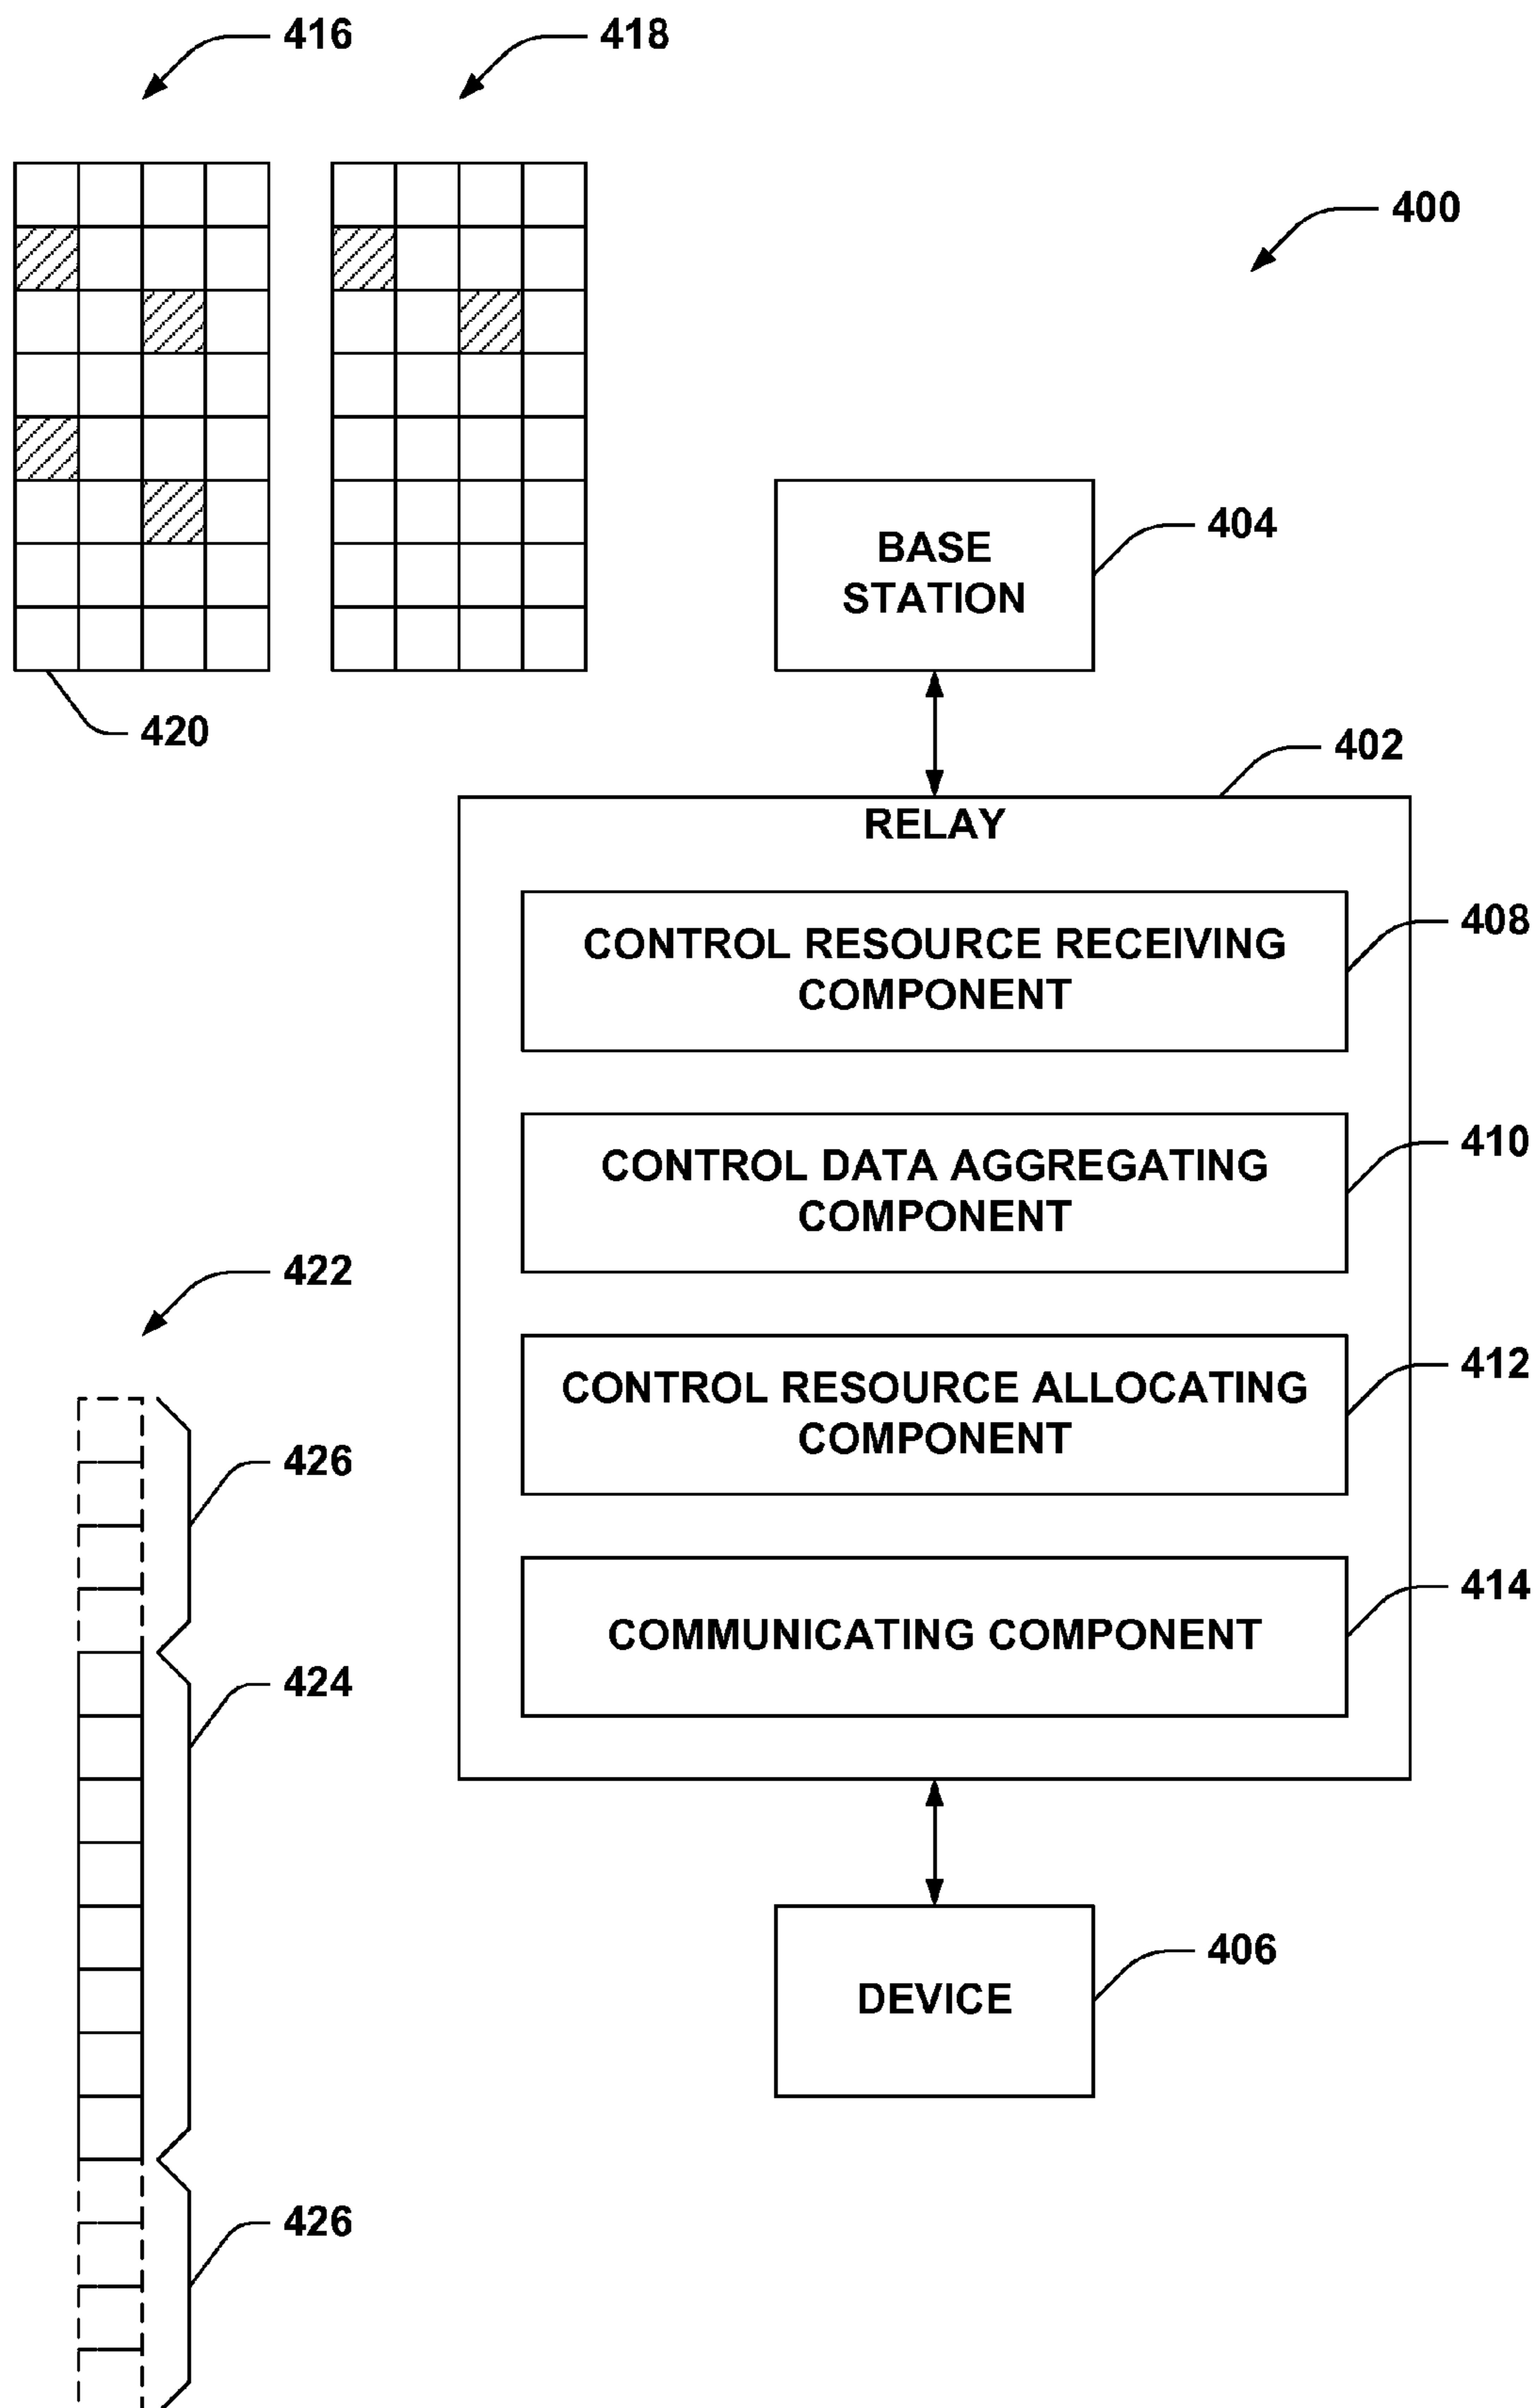 416
418
400
BASE
STATION
404
420
402
RELAY
CONTROL RESOURCE RECEIVING
COMPONENT
408
CONTROL DATA AGGREGATING
COMPONENT
410
422
CONTROL RESOURCE ALLOCATING
COMPONENT
412
426
COMMUNICATING COMPONENT
414
424
DEVICE
406
426